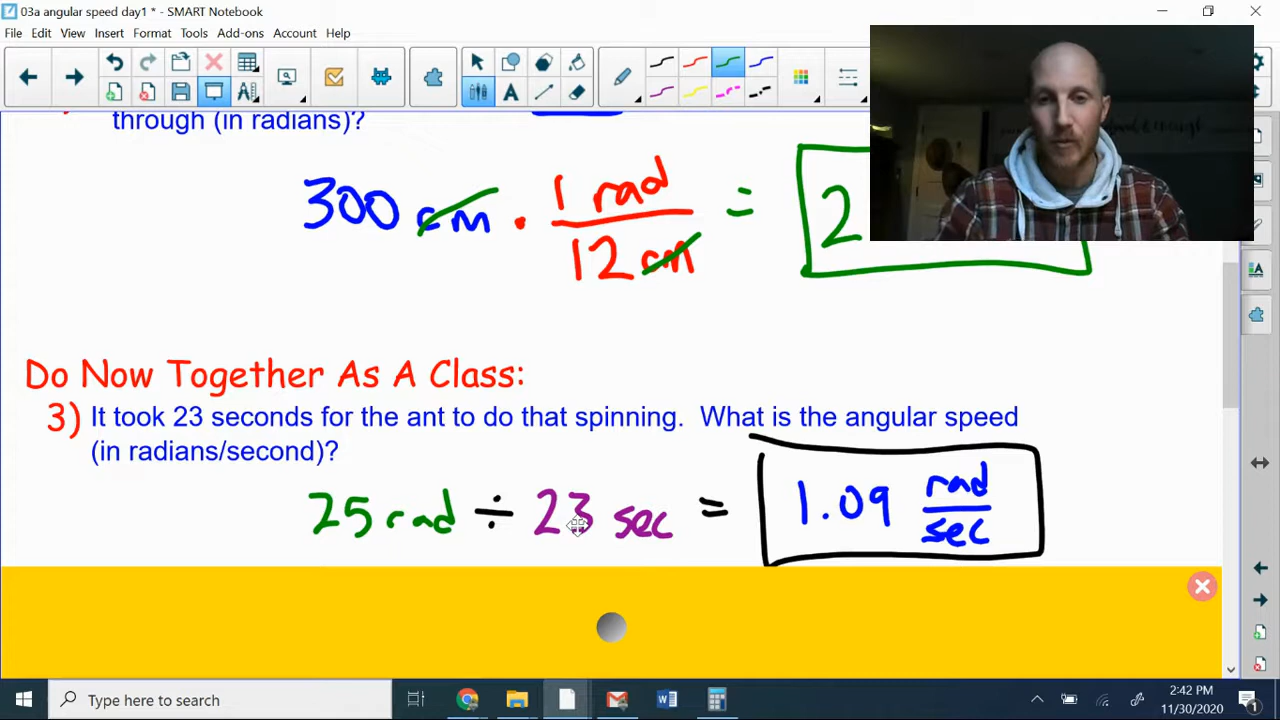 03a angular speed day1 * - SMART Notebook
File Edit View Insert Format Tools Add-ons Account Help
through (in radians)?
300 cm · 1 rad / 12 cm = 2
Do Now Together As A Class:
3) It took 23 seconds for the ant to do that spinning. What is the angular speed
(in radians/second)?
25 rad ÷ 23 sec = 1.09 rad / sec
Type here to search
2:42 PM
11/30/2020
1